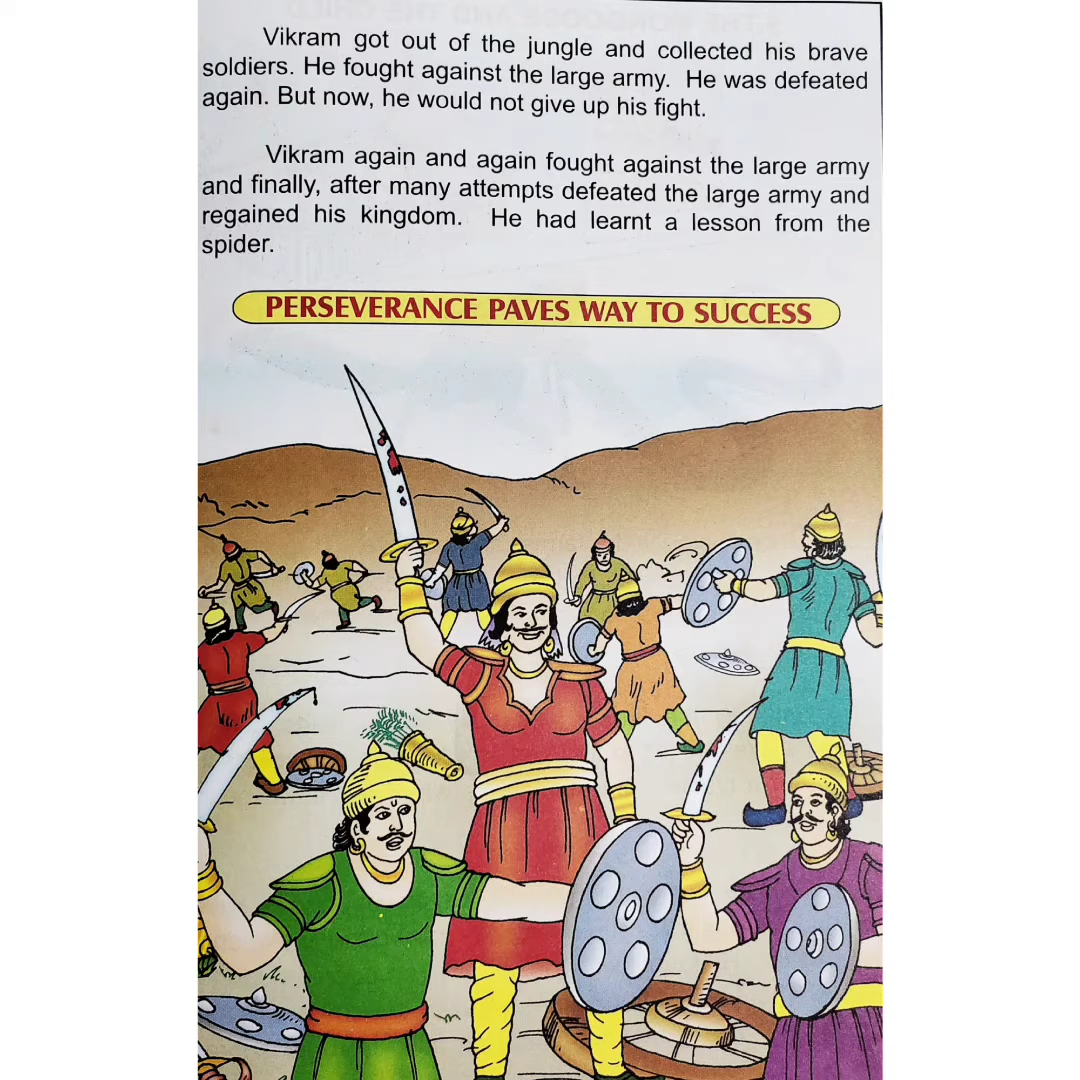 Vikram got out of the jungle and collected his brave
soldiers. He fought against the large army. He was defeated
again. But now, he would not give up his fight.
Vikram again and again fought against the large army
and finally, after many attempts defeated the large army and
regained his kingdom. He had learnt a lesson from the
spider.
PERSEVERANCE PAVES WAY TO SUCCESS